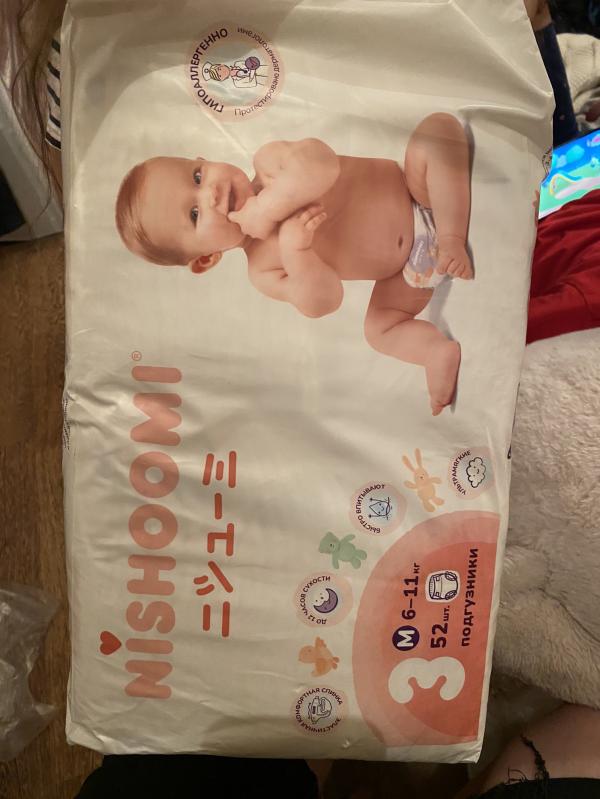 ГИПОАЛЛЕРГЕННО
Протестировано дерматологами
NISHOOMI®
ニシューミ
УЛЬТРАМЯГКИЕ
БЫСТРО ВПИТЫВАЮТ
ДО 12 ЧАСОВ СУХОСТИ
ЭЛАСТИЧНАЯ КОМФОРТНАЯ СПИНКА
3
M 6–11 кг
52 шт.
подгузники